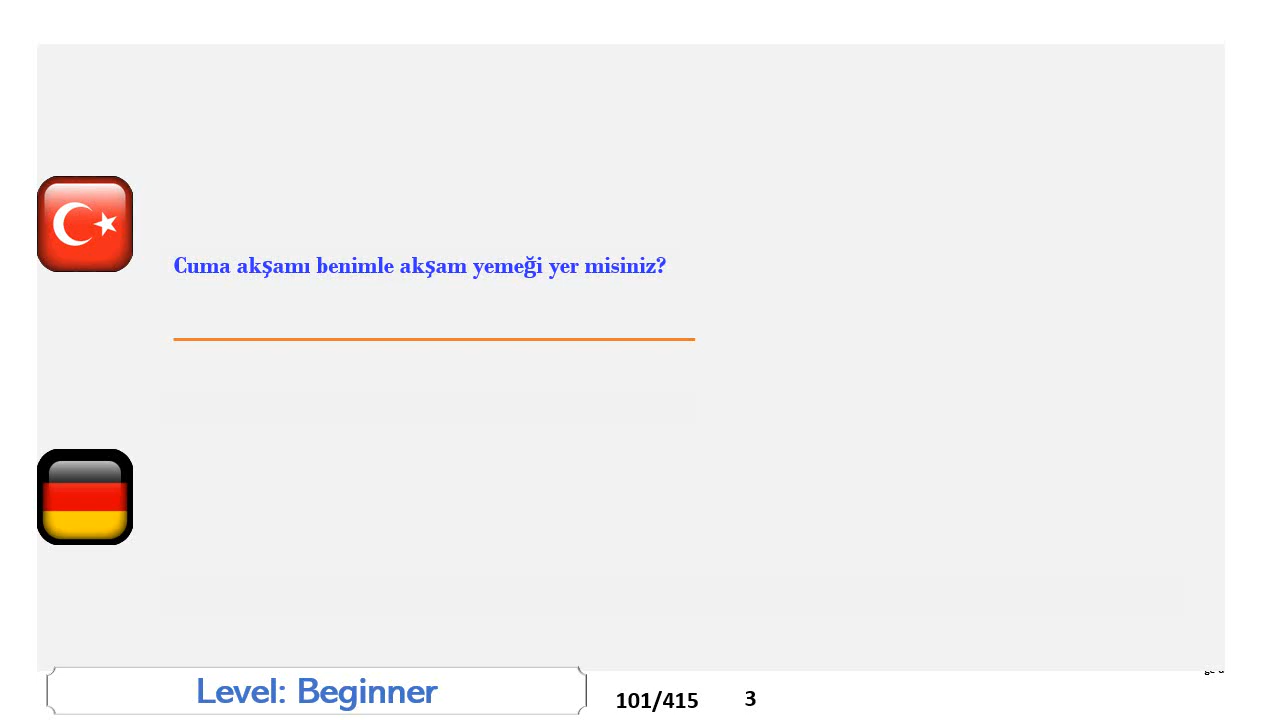 Cuma akşamı benimle akşam yemeği yer misiniz?
Level: Beginner
101/415
3